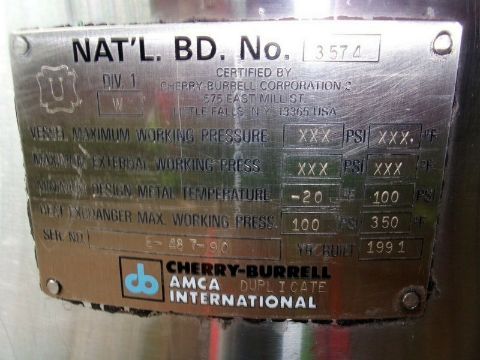 NAT'L. BD. No. 3574
U
DIV. 1
W
CERTIFIED BY
CHERRY-BURRELL CORPORATION
575 EAST MILL ST.
LITTLE FALLS N.Y. 13365 USA
VESSEL MAXIMUM WORKING PRESSURE XXX PSI XXX. °F
MAXIMUM EXTERNAL WORKING PRESS. XXX PSI XXX °F
MINIMUM DESIGN METAL TEMPERATURE -20 °F 100 PSI
HEAT EXCHANGER MAX. WORKING PRESS. 100 PSI 350 °F
SER. NO. E-487-90 YR. BUILT 1991
cb CHERRY-BURRELL
AMCA
INTERNATIONAL
DUPLICATE